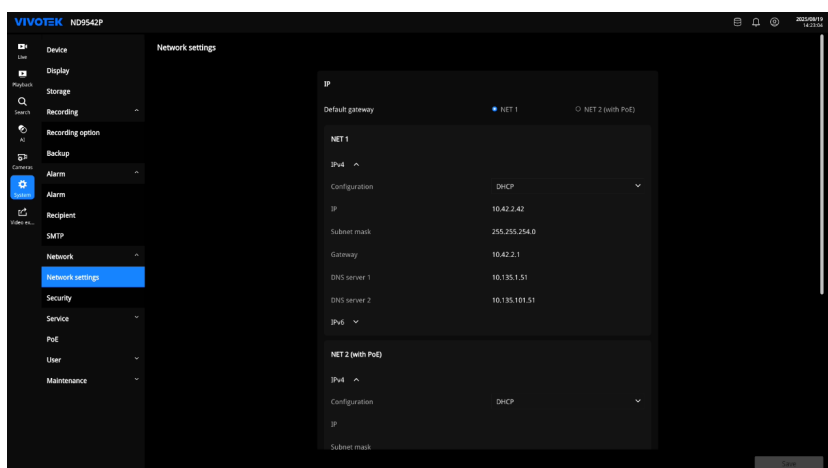 VIVOTEK ND9542P
2025/08/19
14:23:06
Live
Playback
Search
AI
Cameras
System
Video ex...
Device
Display
Storage
Recording
Recording option
Backup
Alarm
Alarm
Recipient
SMTP
Network
Network settings
Security
Service
PoE
User
Maintenance
Network settings
IP
Default gateway NET 1 NET 2 (with PoE)
NET 1
IPv4
Configuration DHCP
IP 10.42.2.42
Subnet mask 255.255.254.0
Gateway 10.42.2.1
DNS server 1 10.135.1.51
DNS server 2 10.135.101.51
IPv6
NET 2 (with PoE)
IPv4
Configuration DHCP
IP
Subnet mask
Save